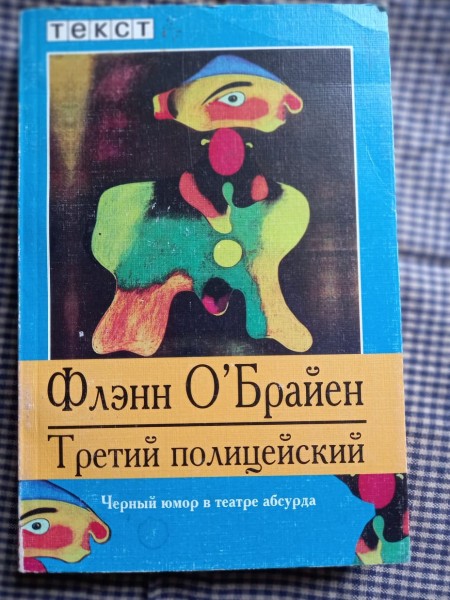 текст
Флэнн О'Брайен
Третий полицейский
Черный юмор в театре абсурда